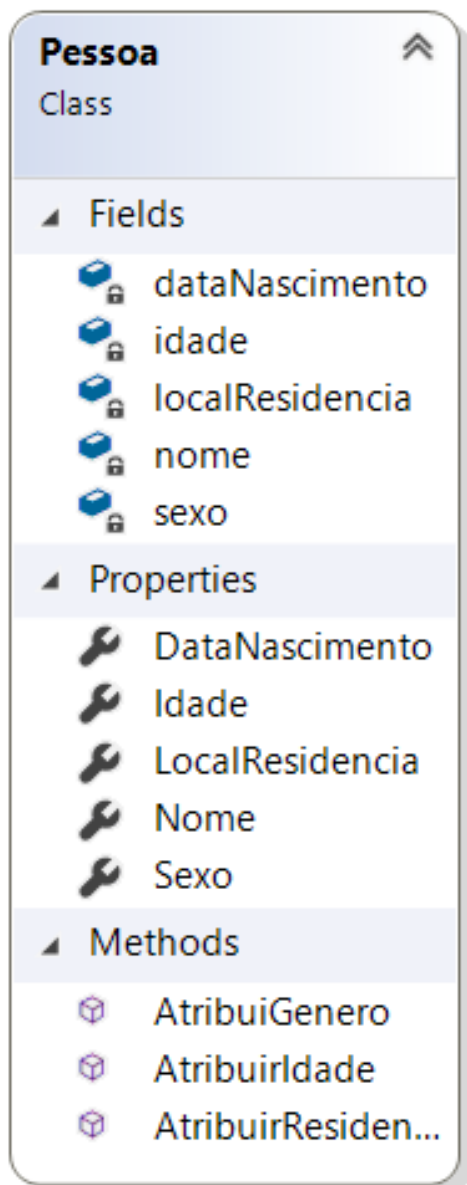 Pessoa
Class
Fields
dataNascimento
idade
localResidencia
nome
sexo
Properties
DataNascimento
Idade
LocalResidencia
Nome
Sexo
Methods
AtribuiGenero
AtribuirIdade
AtribuirResiden...